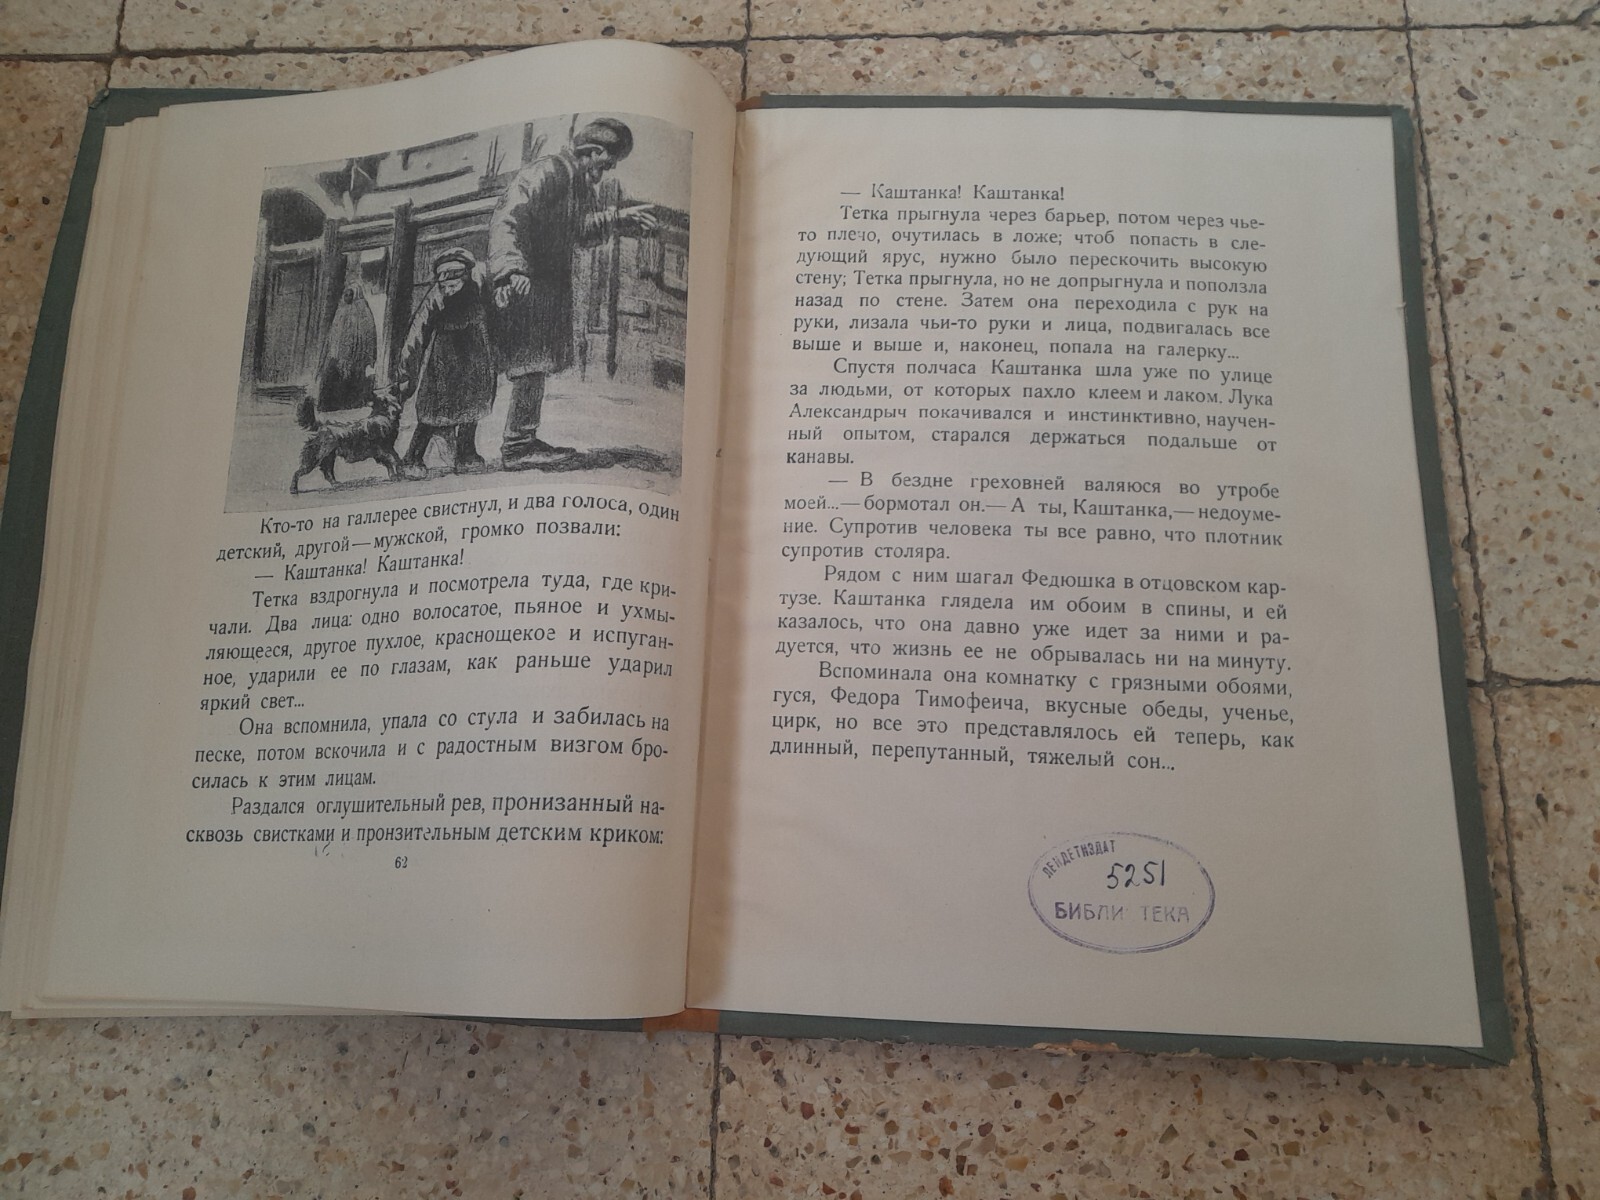 Кто-то на галлерее свистнул, и два голоса, один
детский, другой—мужской, громко позвали:
— Каштанка! Каштанка!
Тетка вздрогнула и посмотрела туда, где кри-
чали. Два лица: одно волосатое, пьяное и ухмы-
ляющееся, другое пухлое, краснощекое и испуган-
ное, ударили ее по глазам, как раньше ударил
яркий свет...
Она вспомнила, упала со стула и забилась на
песке, потом вскочила и с радостным визгом бро-
силась к этим лицам.
Раздался оглушительный рев, пронизанный на-
сквозь свистками и пронзительным детским криком:
62
— Каштанка! Каштанка!
Тетка прыгнула через барьер, потом через чье-
то плечо, очутилась в ложе; чтоб попасть в сле-
дующий ярус, нужно было перескочить высокую
стену; Тетка прыгнула, но не допрыгнула и поползла
назад по стене. Затем она переходила с рук на
руки, лизала чьи-то руки и лица, подвигалась все
выше и выше и, наконец, попала на галерку...
Спустя полчаса Каштанка шла уже по улице
за людьми, от которых пахло клеем и лаком. Лука
Александрыч покачивался и инстинктивно, научен-
ный опытом, старался держаться подальше от
канавы.
— В бездне греховней валяюся во утробе
моей...—бормотал он.— А ты, Каштанка,— недоуме-
ние. Супротив человека ты все равно, что плотник
супротив столяра.
Рядом с ним шагал Федюшка в отцовском кар-
тузе. Каштанка глядела им обоим в спины, и ей
казалось, что она давно уже идет за ними и ра-
дуется, что жизнь ее не обрывалась ни на минуту.
Вспоминала она комнатку с грязными обоями,
гуся, Федора Тимофеича, вкусные обеды, ученье,
цирк, но все это представлялось ей теперь, как
длинный, перепутанный, тяжелый сон...
ЛЕНДЕТИЗДАТ
5251
БИБЛИ ТЕКА